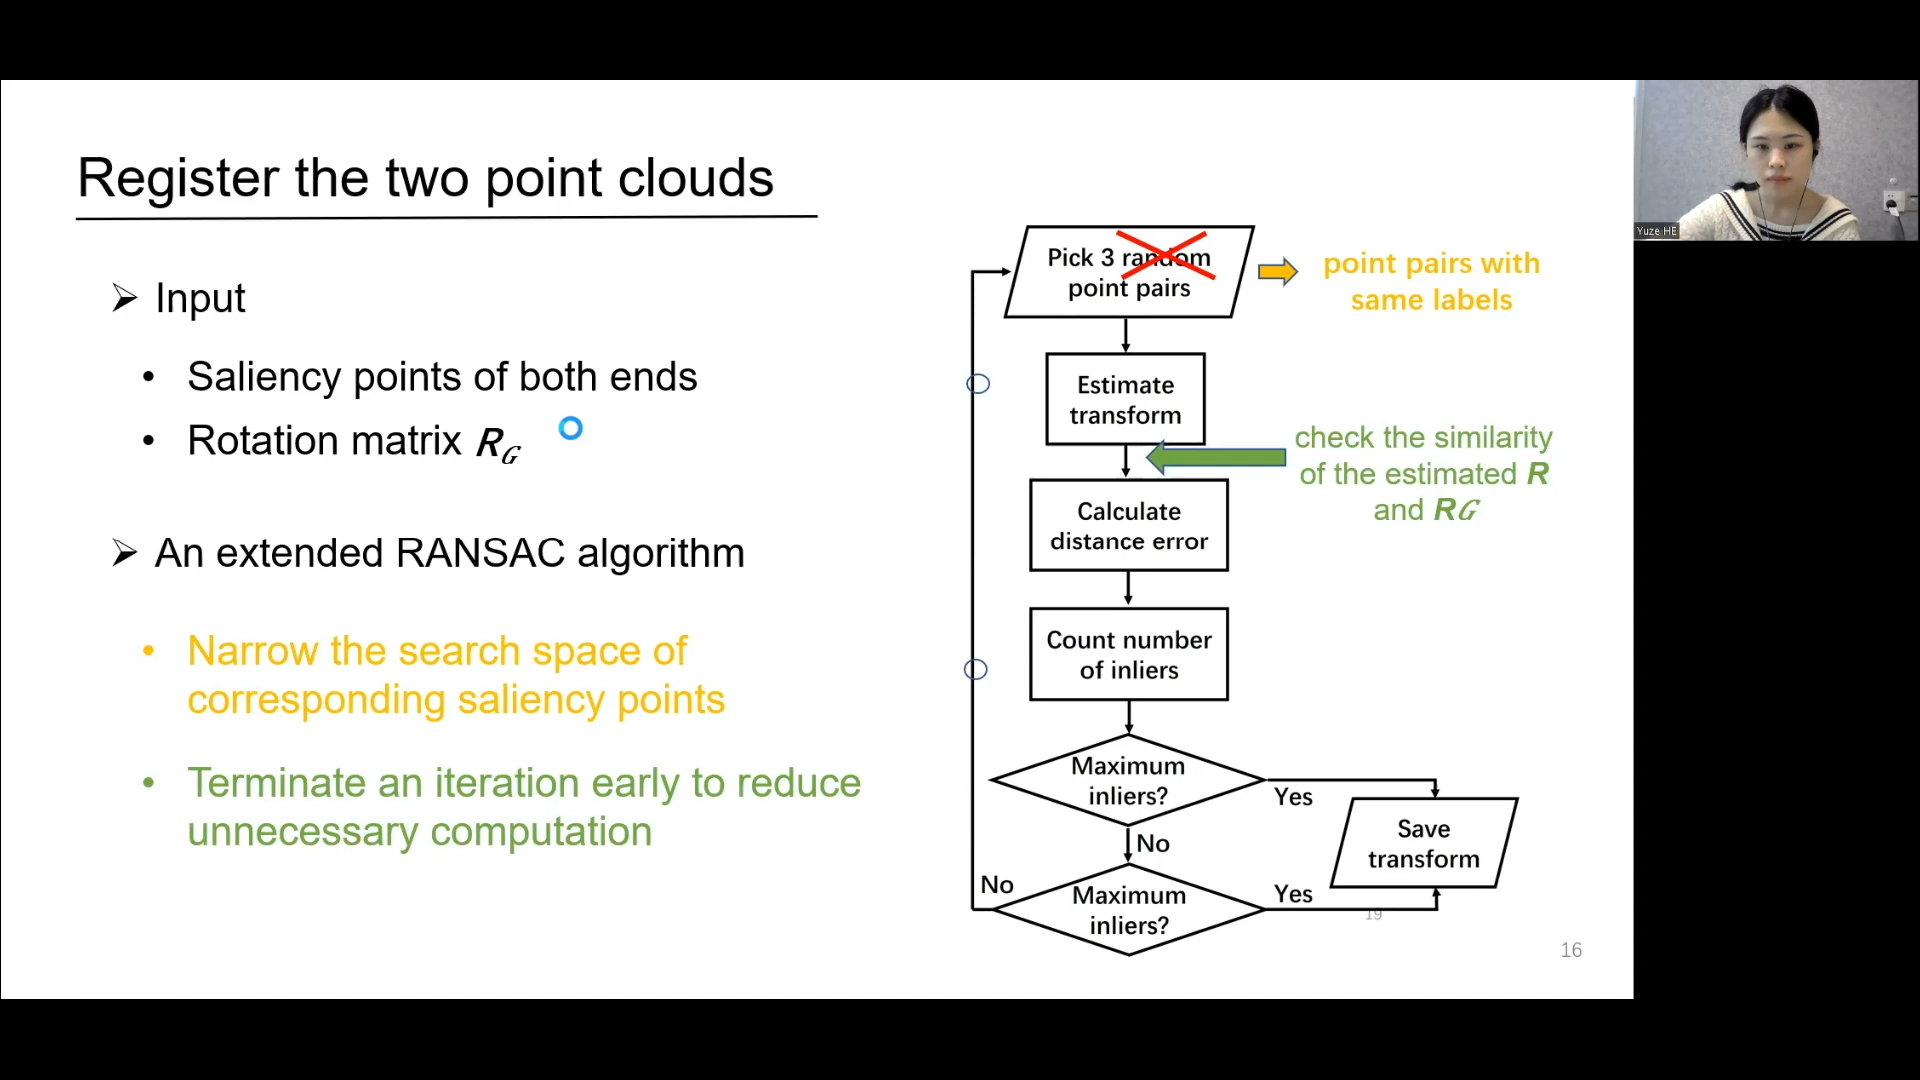 Register the two point clouds
Input
Saliency points of both ends
Rotation matrix R_G
An extended RANSAC algorithm
Narrow the search space of
corresponding saliency points
Terminate an iteration early to reduce
unnecessary computation
Pick 3 random
point pairs
point pairs with
same labels
Estimate
transform
check the similarity
of the estimated R
and RG
Calculate
distance error
Count number
of inliers
Maximum
inliers?
Yes
No
Save
transform
Maximum
inliers?
No
Yes
19
16
Yuze HE